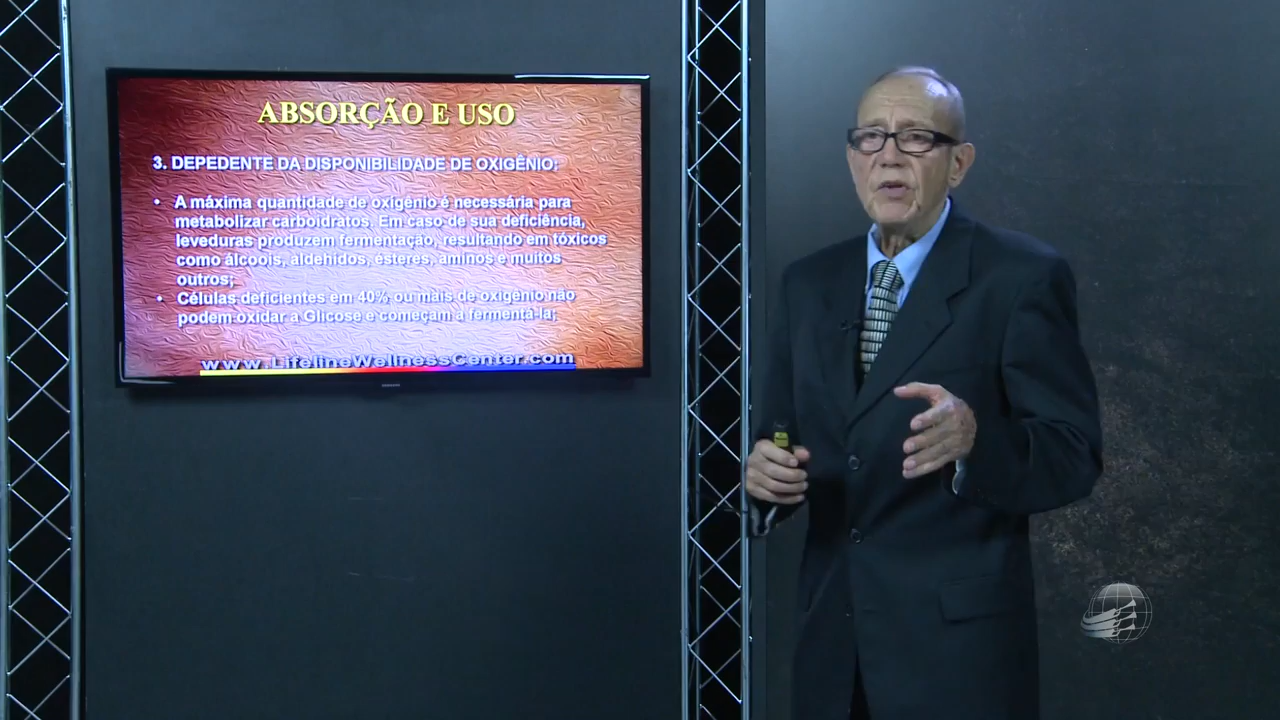 ABSORÇÃO E USO
3. DEPEDENTE DA DISPONIBILIDADE DE OXIGÊNIO:
• A máxima quantidade de oxigênio é necessária para
metabolizar carboidratos. Em caso de sua deficiência,
leveduras produzem fermentação, resultando em tóxicos
como álcoois, aldehidos, ésteres, aminos e muitos
outros;
• Células deficientes em 40% ou mais de oxigênio não
podem oxidar a Glicose e começam a fermentá-la;
www.LifelineWellnessCenter.com